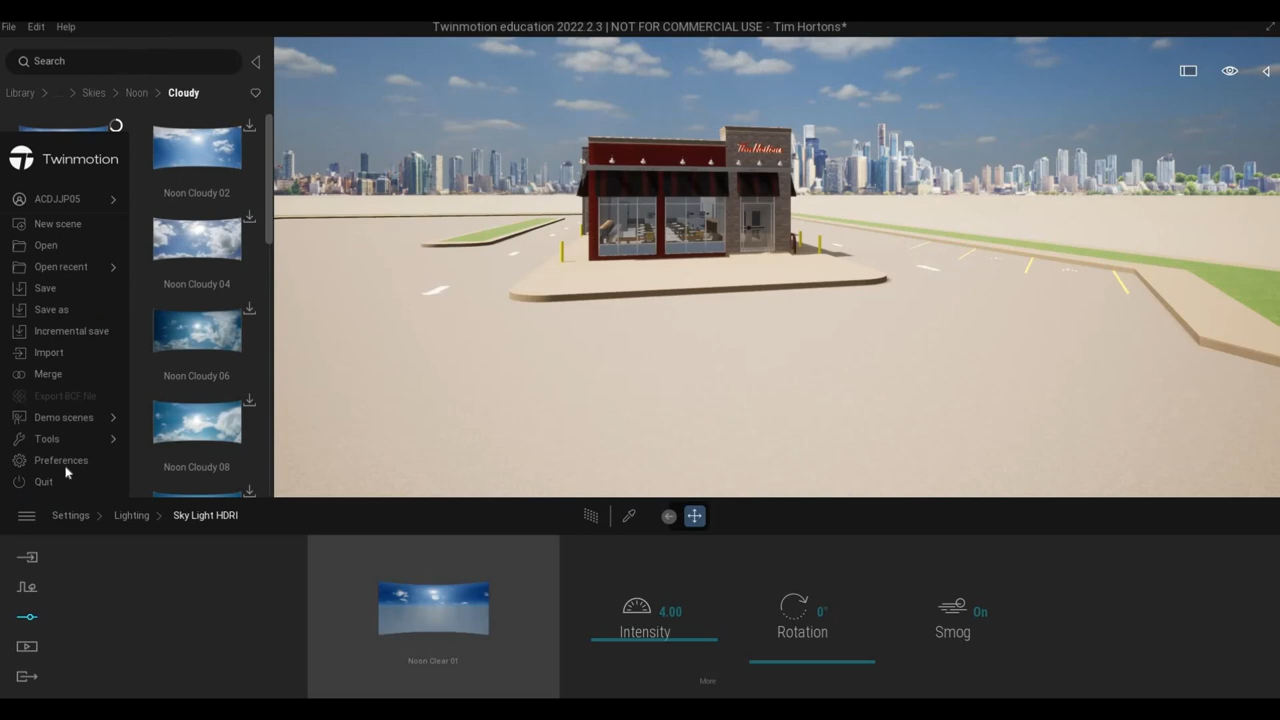 File Edit Help
Twinmotion education 2022.2.3 | NOT FOR COMMERCIAL USE - Tim Hortons*
Search
Library > ... > Skies > Noon > Cloudy
Twinmotion
ACDJJP05
New scene
Open
Open recent
Save
Save as
Incremental save
Import
Merge
Export BCF file
Demo scenes
Tools
Preferences
Quit
Noon Cloudy 02
Noon Cloudy 04
Noon Cloudy 06
Noon Cloudy 08
Tim Hortons
Settings > Lighting > Sky Light HDRI
Noon Clear 01
4.00
Intensity
0°
Rotation
On
Smog
More